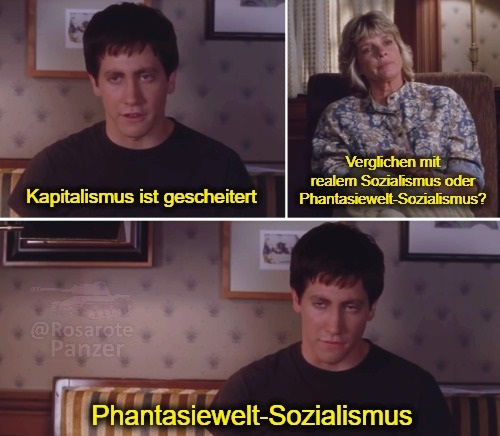 Kapitalismus ist gescheitert
Verglichen mit
realem Sozialismus oder
Phantasiewelt-Sozialismus?
@Rosarote
Panzer
Phantasiewelt-Sozialismus